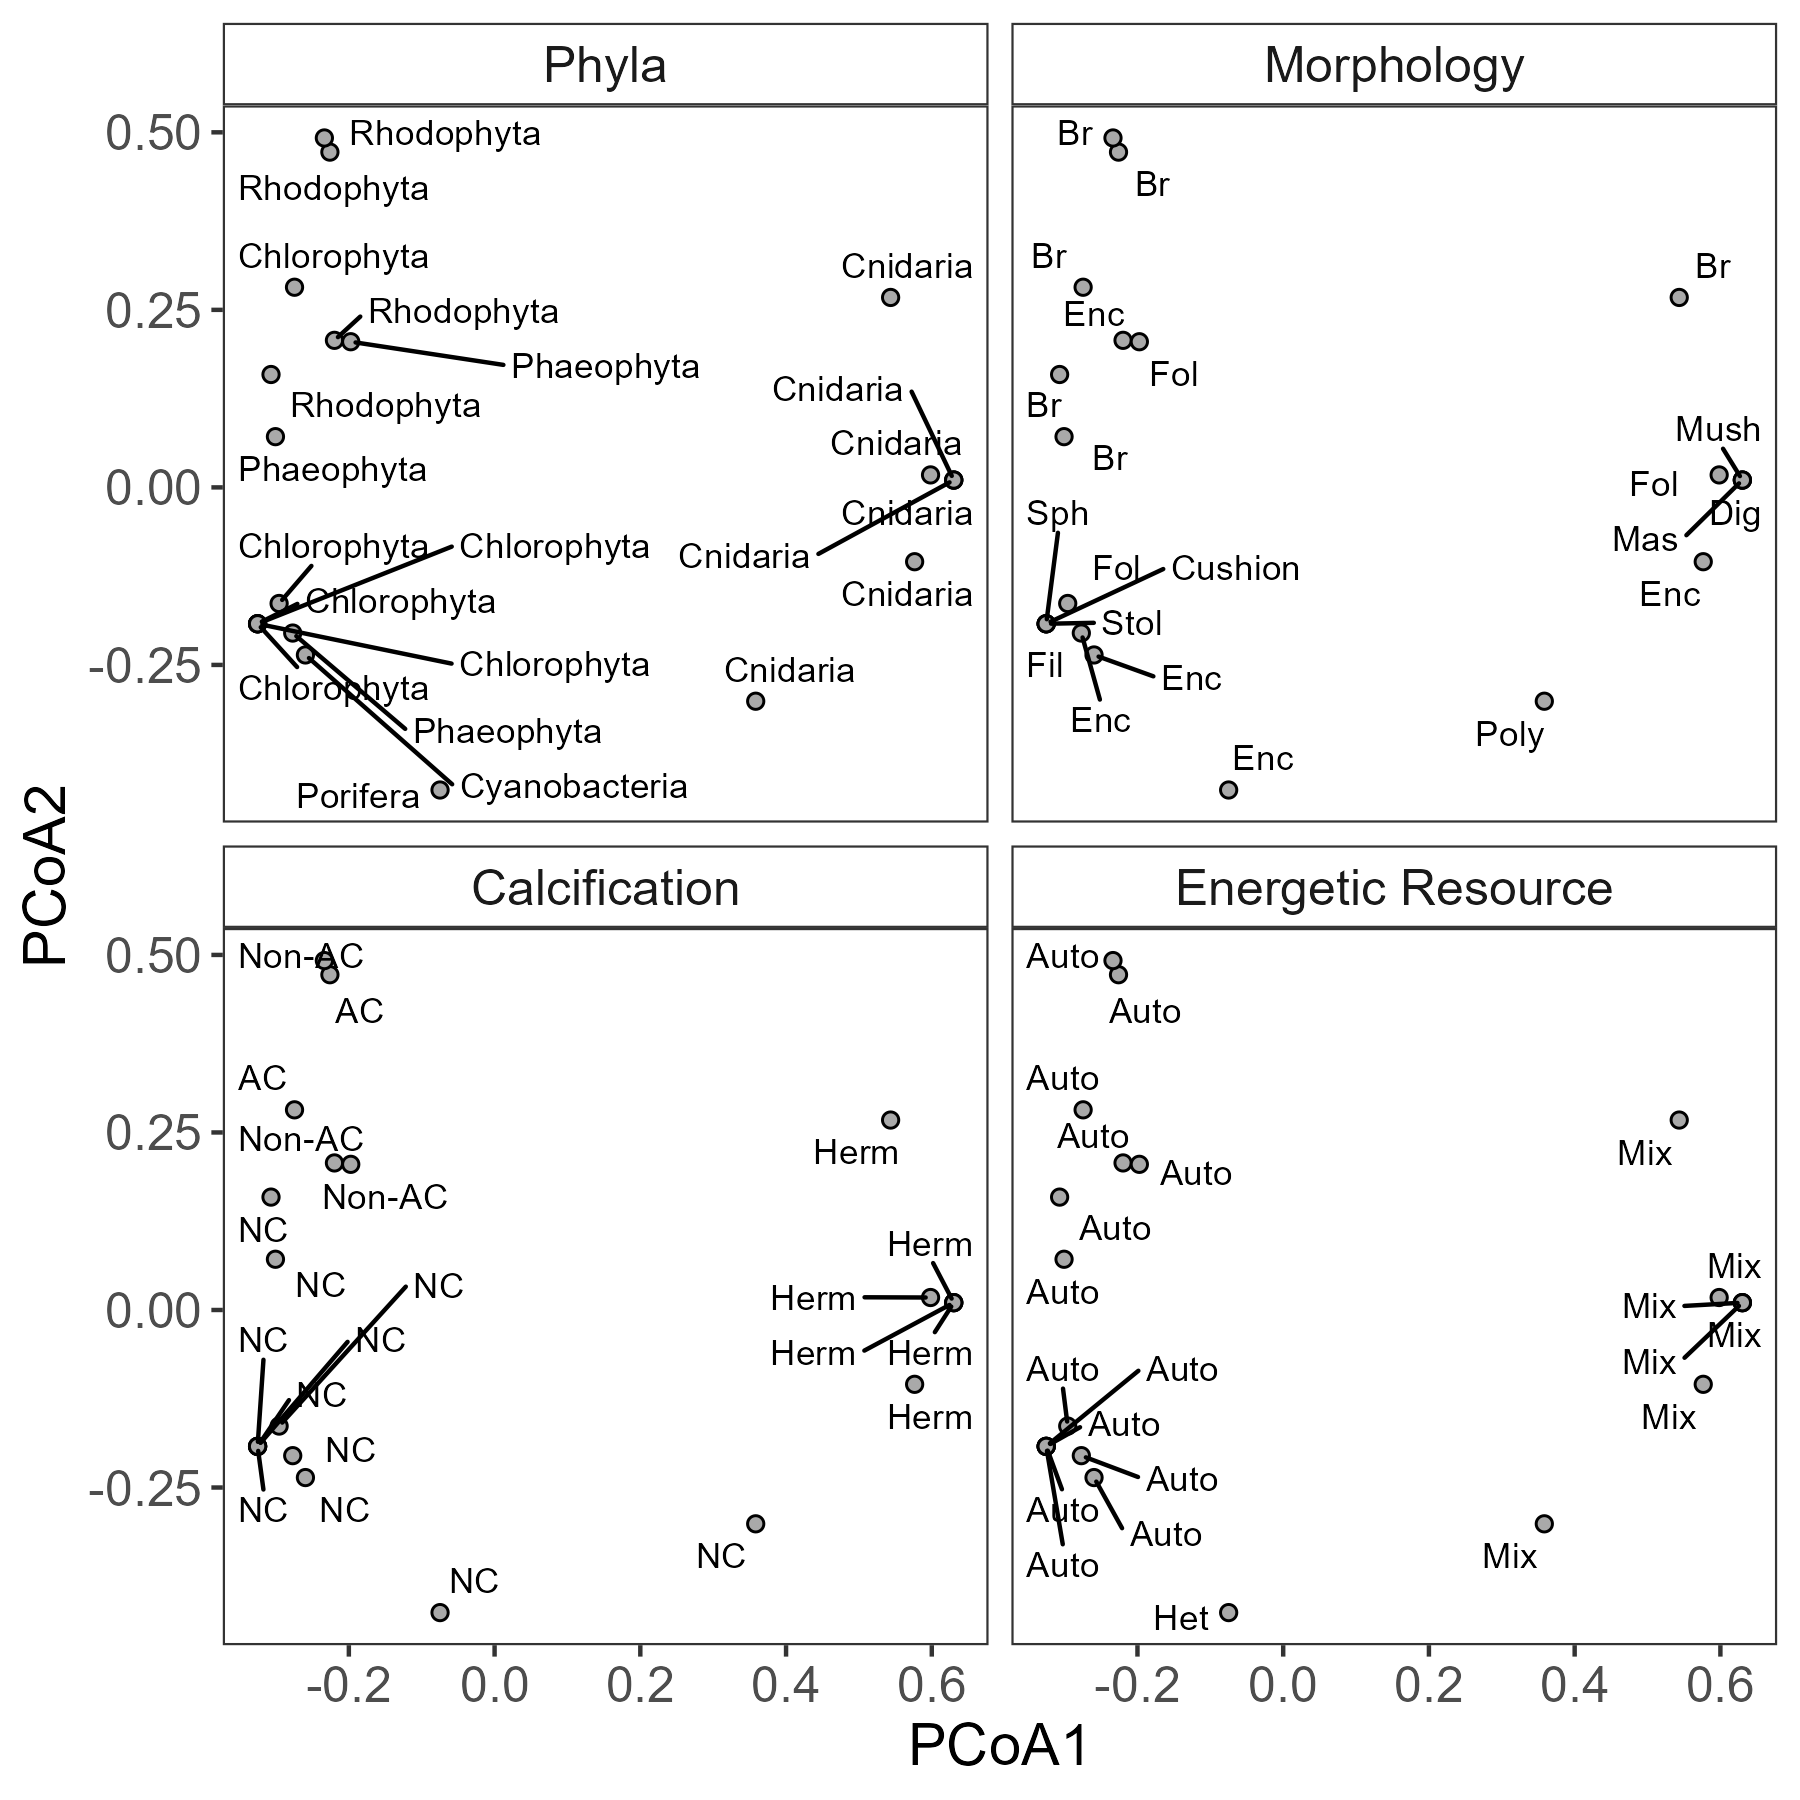 Phyla
Morphology
0.50
0.25
0.00
-0.25
Rhodophyta
Rhodophyta
Chlorophyta
Cnidaria
Rhodophyta
Phaeophyta
Cnidaria
Rhodophyta
Cnidaria
Phaeophyta
Cnidaria
Chlorophyta
Chlorophyta
Cnidaria
Cnidaria
Chlorophyta
Chlorophyta
Cnidaria
Chlorophyta
Phaeophyta
Cyanobacteria
Porifera
Br
Br
Br
Br
Enc
Fol
Br
Mush
Br
Fol
Sph
Dig
Mas
Fol
Cushion
Enc
Stol
Fil
Enc
Enc
Poly
Enc
PCoA2
Calcification
Energetic Resource
0.50
0.25
0.00
-0.25
Non-AC
AC
AC
Non-AC
Herm
Non-AC
NC
Herm
NC
NC
Herm
NC
NC
Herm
Herm
NC
Herm
NC
NC
NC
NC
NC
Auto
Auto
Auto
Auto
Mix
Auto
Auto
Mix
Auto
Mix
Mix
Mix
Auto
Auto
Mix
Auto
Auto
Auto
Auto
Mix
Auto
Het
-0.2
0.0
0.2
0.4
0.6
-0.2
0.0
0.2
0.4
0.6
PCoA1